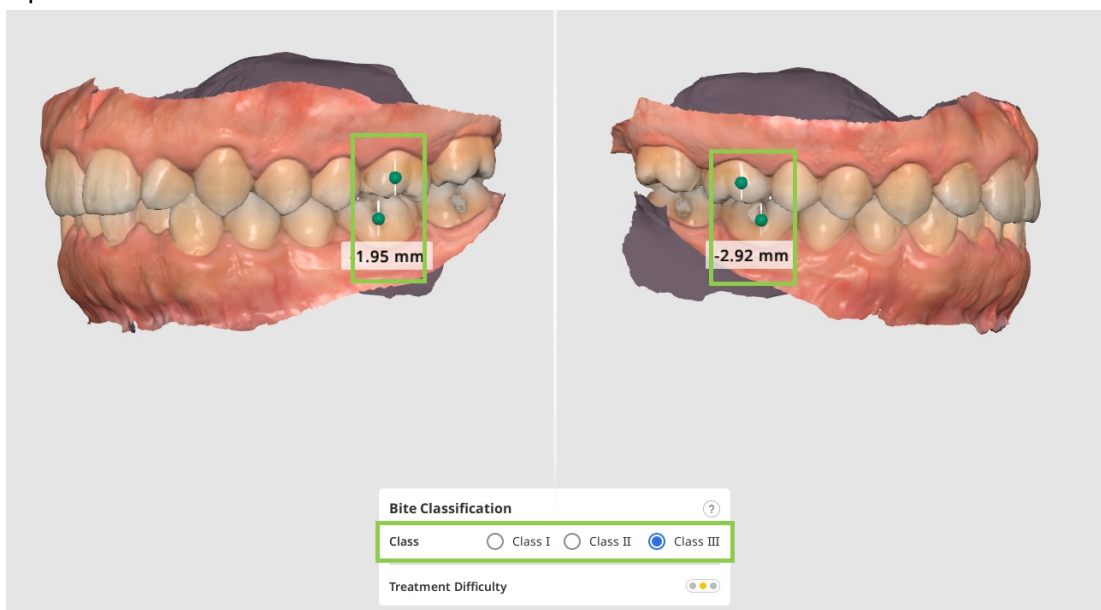 1.95 mm
-2.92 mm
Bite Classification ?
Class Class I Class II Class III
Treatment Difficulty